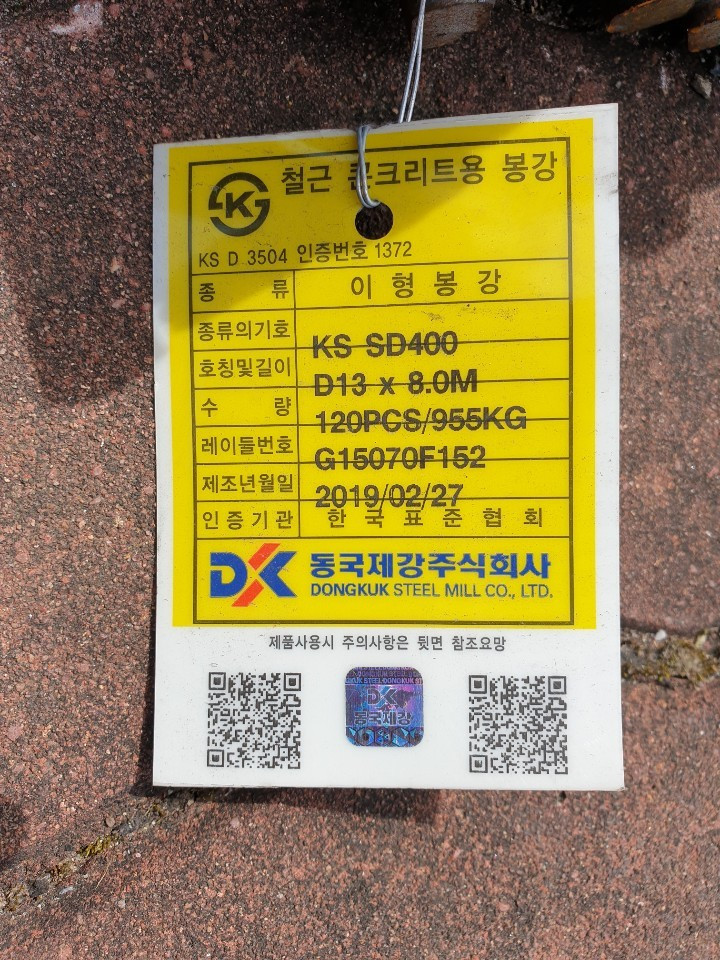 K
철근 콘크리트용 봉강
KS D 3504 인증번호 1372
종 류 이 형 봉 강
종류의기호 KS SD400
호칭및길이 D13 x 8.0M
수 량 120PCS/955KG
레이들번호 G15070F152
제조년월일 2019/02/27
인 증 기 관 한 국 표 준 협 회
DK 동국제강주식회사
DONGKUK STEEL MILL CO., LTD.
제품사용시 주의사항은 뒷면 참조요망
DK
동국제강